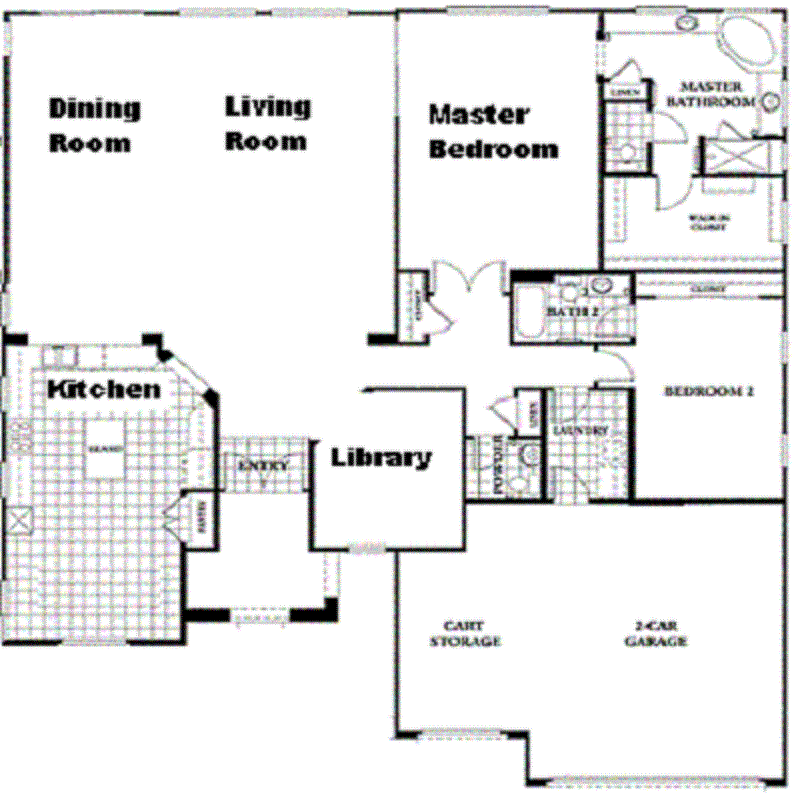 Dining
Room
Living
Room
Master
Bedroom
LINEN
MASTER
BATHROOM
WALK IN
CLOSET
CLOSET
CLOSET
BATH 2
Kitchen
BEDROOM 2
LINEN
LAUNDRY
ISLAND
ENTRY
Library
POWDER
PANTRY
CART
STORAGE
2-CAR
GARAGE